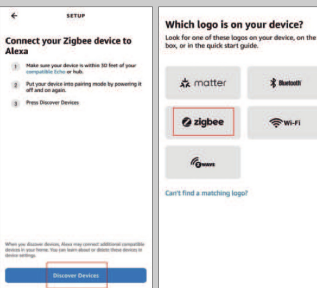 SETUP
Connect your Zigbee device to
Alexa
1 Make sure your device is within 30 feet of your
compatible Echo or hub.
2 Put your device into pairing mode by powering it
off and on again.
3 Press Discover Devices
When you discover devices, Alexa may connect additional compatible
devices in your home. You can learn about or delete these devices in
device settings.
Discover Devices
Which logo is on your device?
Look for one of these logos on your device, on the
box, or in the quick start guide.
matter
Bluetooth
zigbee
Wi-Fi
Can't find a matching logo?